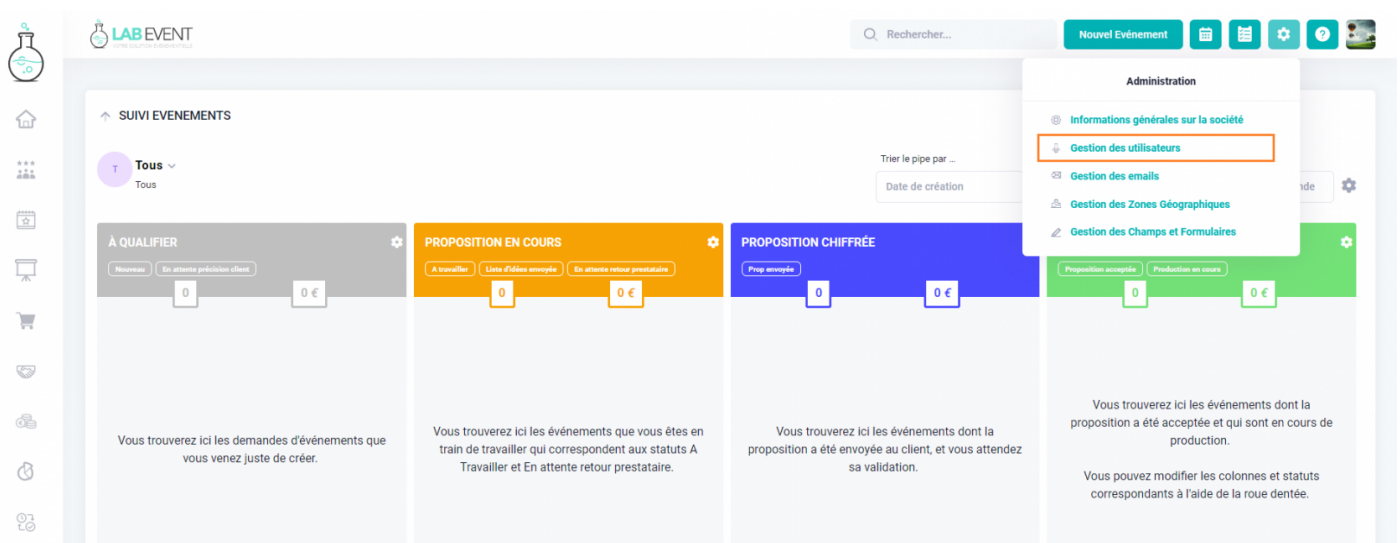 LAB EVENT
VOTRE SOLUTION ÉVÉNEMENTIELLE
Rechercher...
Nouvel Evénement
Administration
Informations générales sur la société
Gestion des utilisateurs
Gestion des emails
Gestion des Zones Géographiques
Gestion des Champs et Formulaires
SUIVI EVENEMENTS
T
Tous
Tous
Trier le pipe par ...
Date de création
nde
À QUALIFIER
Nouveau
En attente précision client
0
0 €
Vous trouverez ici les demandes d'événements que
vous venez juste de créer.
PROPOSITION EN COURS
A travailler
Liste d'idées envoyée
En attente retour prestataire
0
0 €
Vous trouverez ici les événements que vous êtes en
train de travailler qui correspondent aux statuts A
Travailler et En attente retour prestataire.
PROPOSITION CHIFFRÉE
Prop envoyée
0
0 €
Vous trouverez ici les événements dont la
proposition a été envoyée au client, et vous attendez
sa validation.
Proposition acceptée
Production en cours
0
0 €
Vous trouverez ici les événements dont la
proposition a été acceptée et qui sont en cours de
production.
Vous pouvez modifier les colonnes et statuts
correspondants à l'aide de la roue dentée.